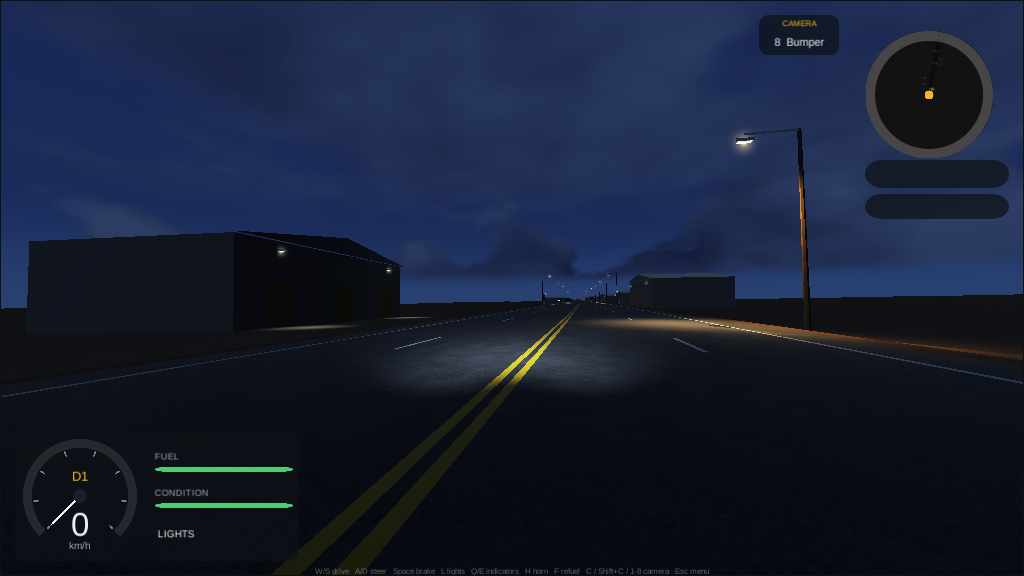 CAMERA
8 Bumper
D1
0
km/h
FUEL
CONDITION
LIGHTS
W/S drive A/D steer Space brake L lights Q/E indicators H horn F refuel C / Shift+C / 1-8 camera Esc menu